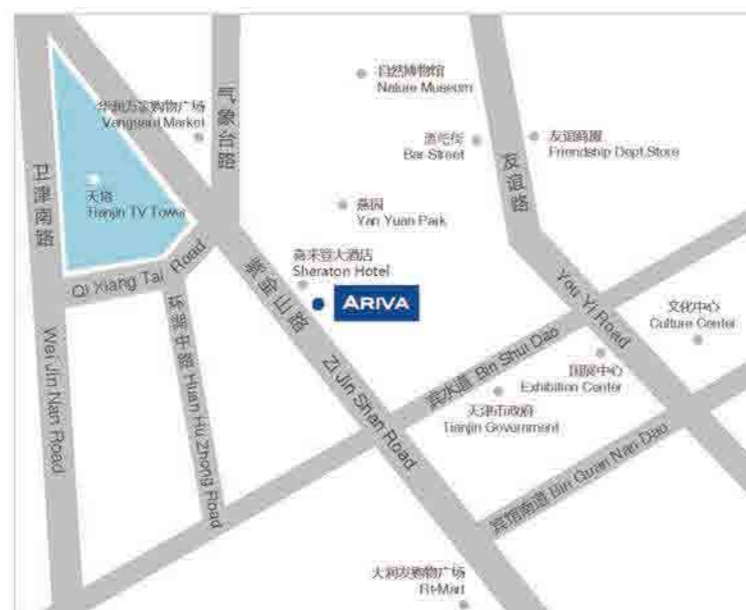 自然博物馆
Nature Museum
华润万家购物广场
Vanguard Market
气象台路
酒吧街
Bar Street
友谊商厦
Friendship Dept.Store
友谊路
卫津南路
天塔
Tianjin TV Tower
燕园
Yan Yuan Park
喜来登大酒店
Sheraton Hotel
ARIVA
Qi Xiang Tai Road
紫金山路
Zi Jin Shan Road
You Yi Road
文化中心
Culture Center
环湖中路 Huan Hu Zhong Road
Wei Jin Nan Road
宾水道 Bin Shui Dao
国展中心
Exhibition Center
天津市政府
Tianjin Government
宾馆南道 Bin Guan Nan Dao
大润发购物广场
Rt-Mart